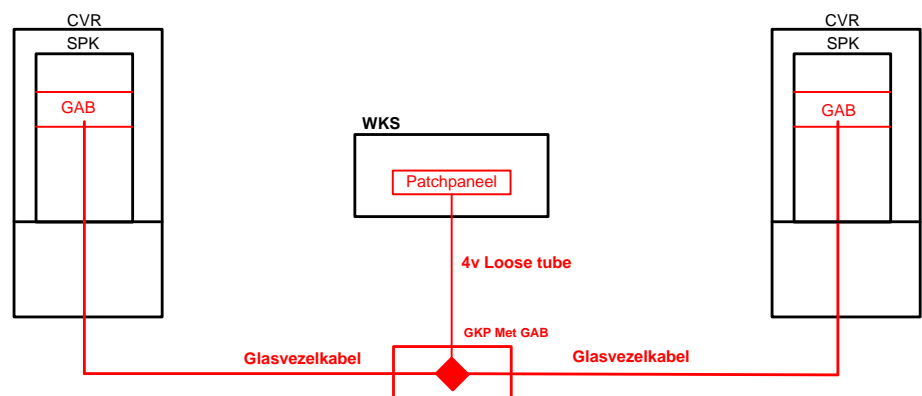 CVR
SPK
GAB
WKS
Patchpaneel
4v Loose tube
GKP Met GAB
Glasvezelkabel
Glasvezelkabel
CVR
SPK
GAB